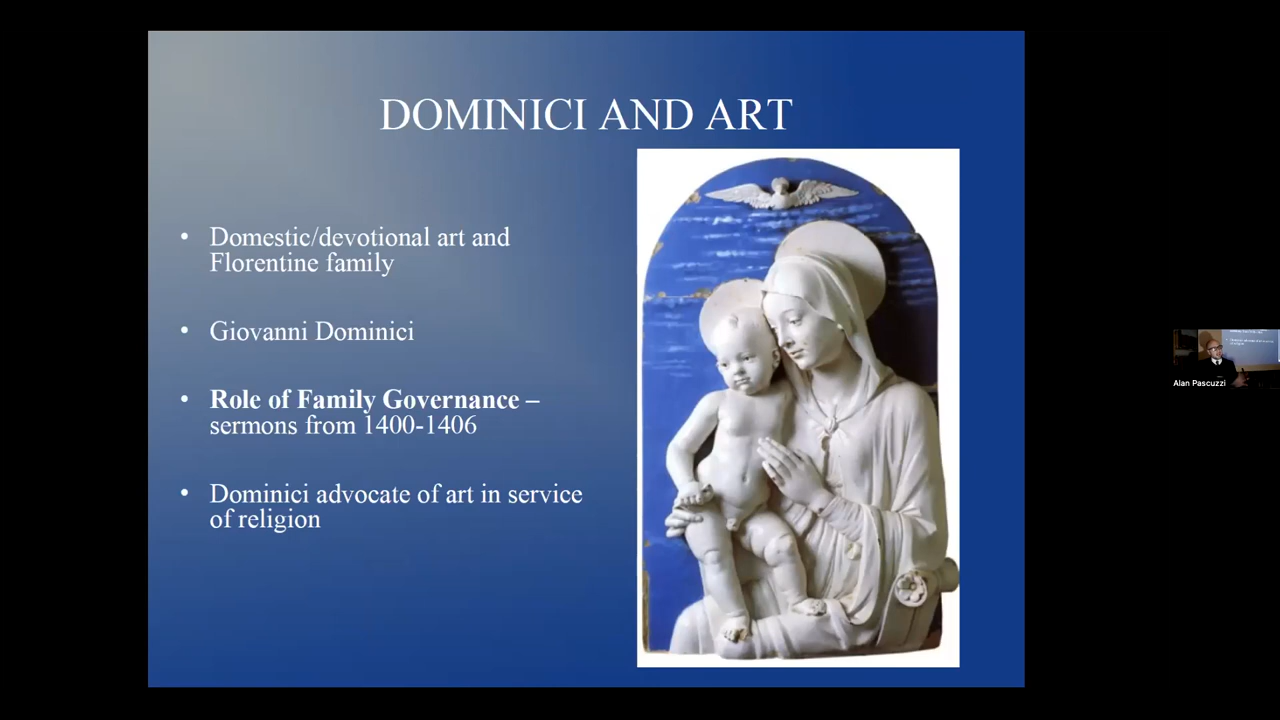 DOMINICI AND ART
• Domestic/devotional art and
Florentine family
• Giovanni Dominici
• Role of Family Governance –
sermons from 1400-1406
• Dominici advocate of art in service
of religion
Alan Pascuzzi